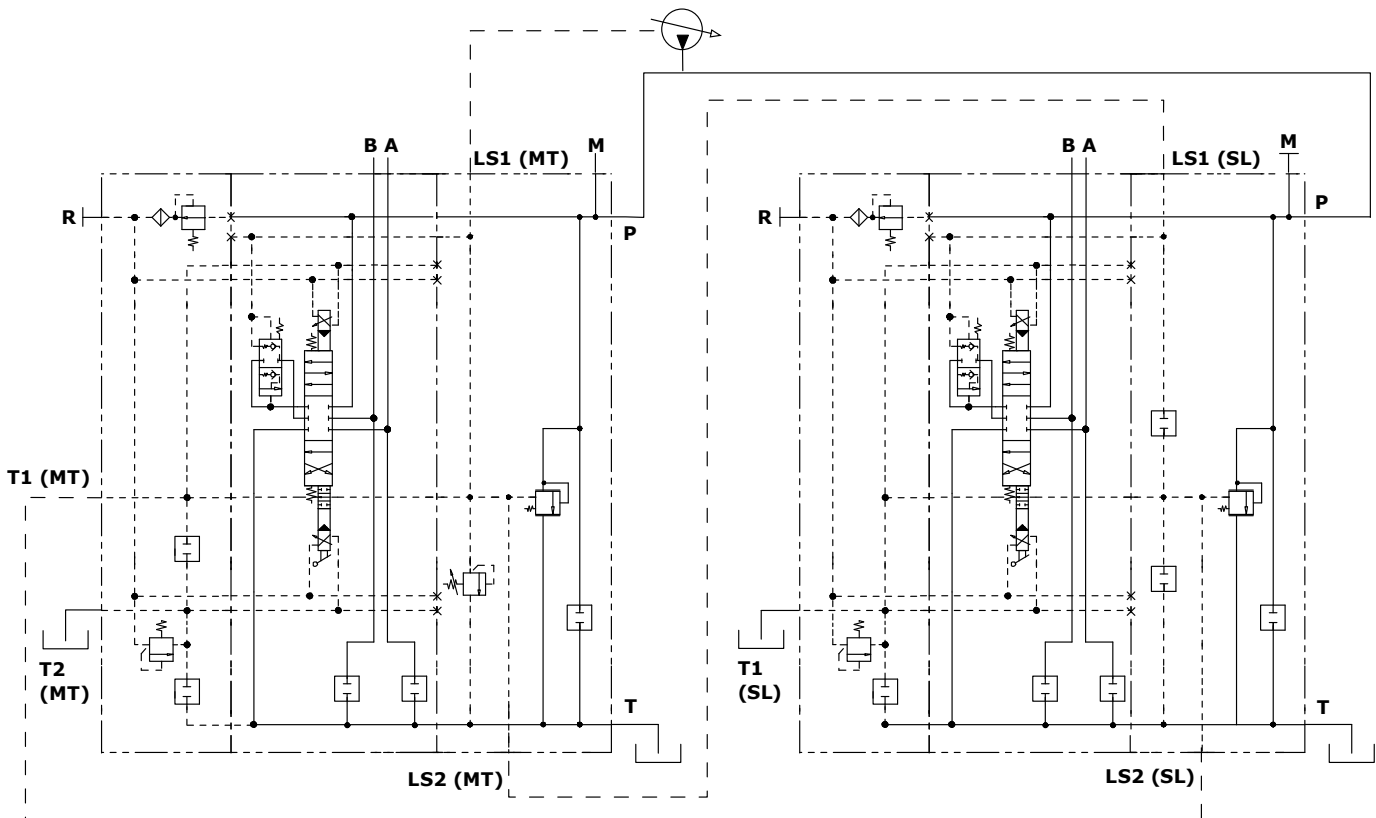 B A
M
LS1 (MT)
R
P
B A
M
LS1 (SL)
R
P
T1 (MT)
T2
(MT)
T
LS2 (MT)
T1
(SL)
T
LS2 (SL)